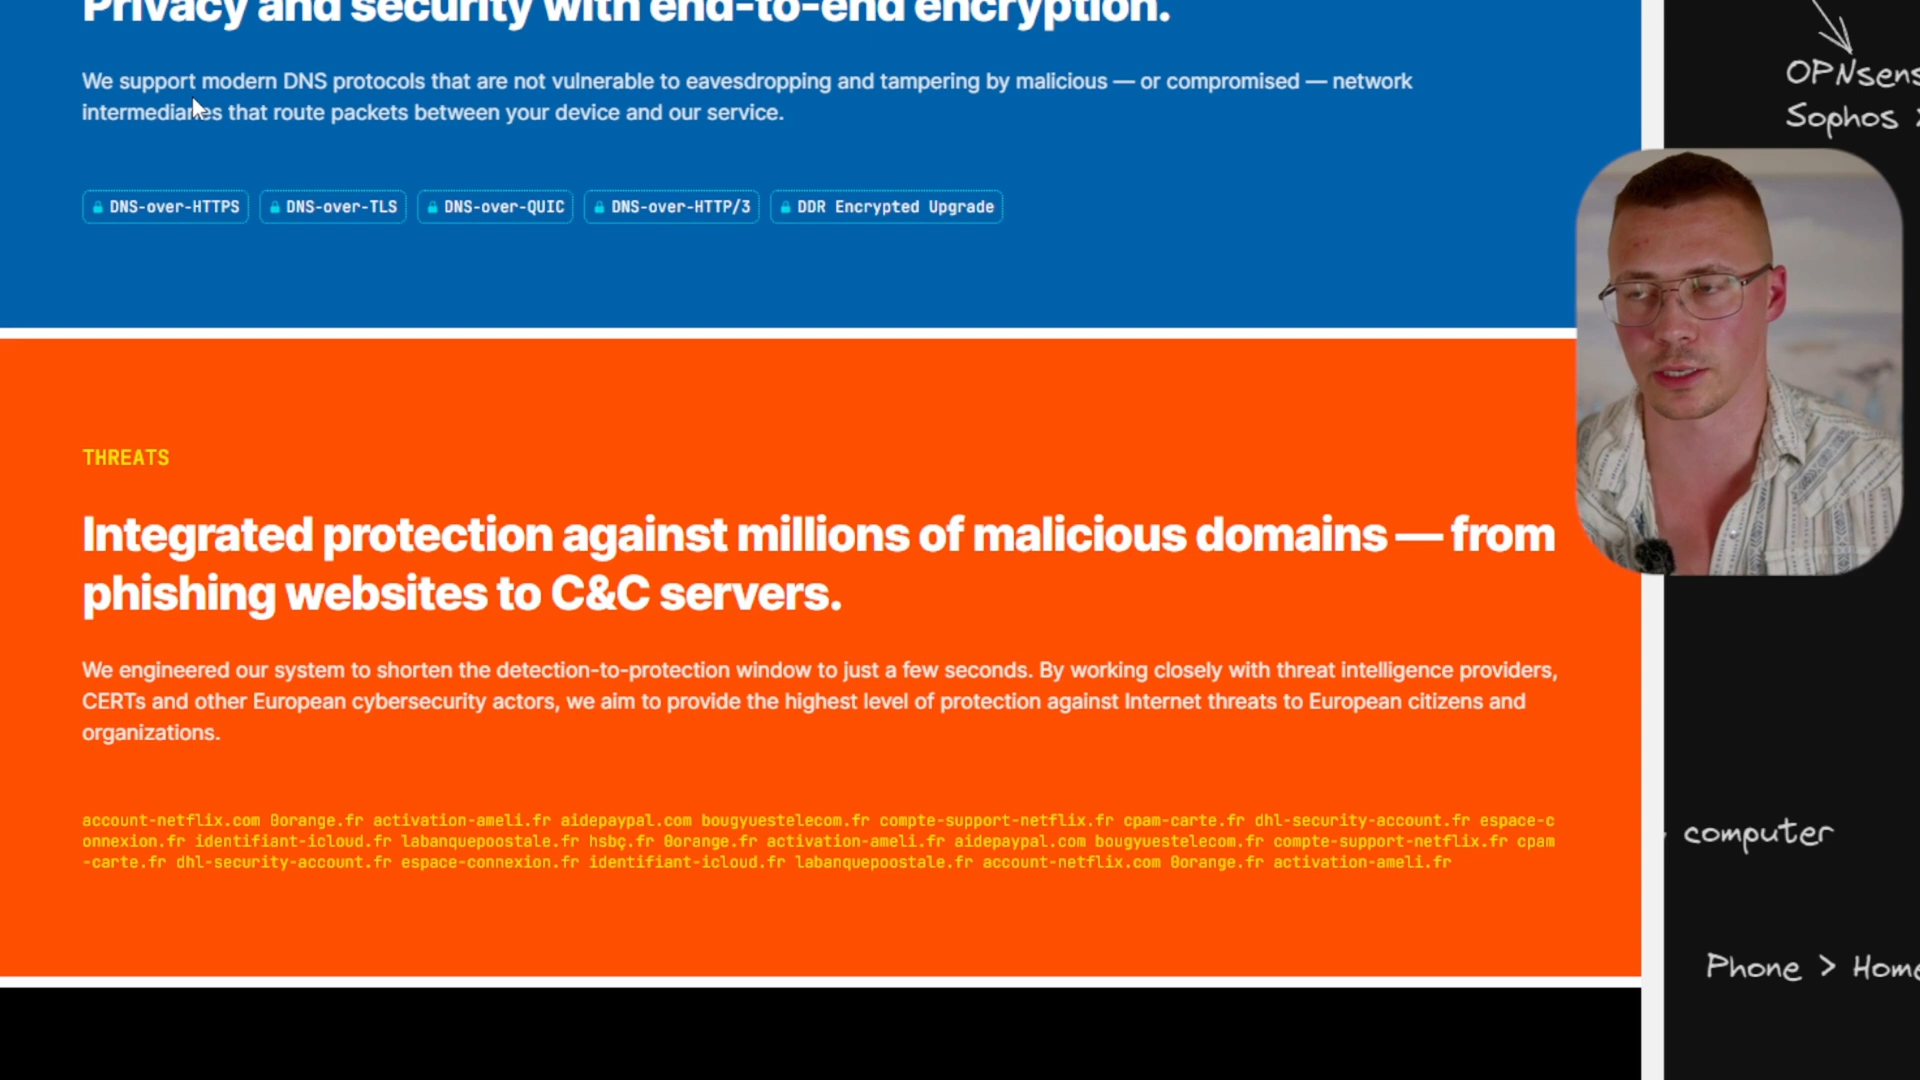 Privacy and security with end-to-end encryption.
We support modern DNS protocols that are not vulnerable to eavesdropping and tampering by malicious — or compromised — network
intermediaries that route packets between your device and our service.
DNS-over-HTTPS DNS-over-TLS DNS-over-QUIC DNS-over-HTTP/3 DDR Encrypted Upgrade
OPNsens
Sophos >
THREATS
Integrated protection against millions of malicious domains — from
phishing websites to C&C servers.
We engineered our system to shorten the detection-to-protection window to just a few seconds. By working closely with threat intelligence providers,
CERTs and other European cybersecurity actors, we aim to provide the highest level of protection against Internet threats to European citizens and
organizations.
account-netflix.com 0orange.fr activation-ameli.fr aidepaypal.com bougyuestelecom.fr compte-support-netflix.fr cpam-carte.fr dhl-security-account.fr espace-c
onnexion.fr identifiant-icloud.fr labanquepoostale.fr hsbç.fr 0orange.fr activation-ameli.fr aidepaypal.com bougyuestelecom.fr compte-support-netflix.fr cpam
-carte.fr dhl-security-account.fr espace-connexion.fr identifiant-icloud.fr labanquepoostale.fr account-netflix.com 0orange.fr activation-ameli.fr
computer
Phone > Home